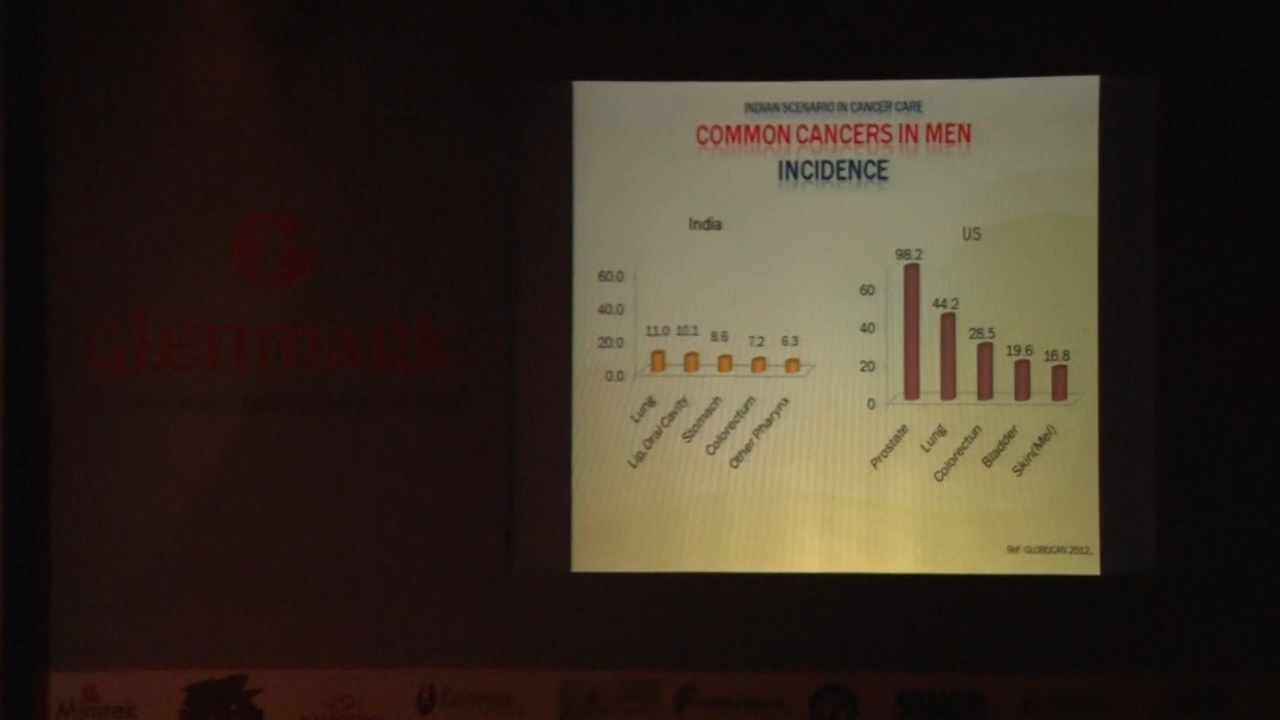 INDIAN SCENARIO IN CANCER CARE
COMMON CANCERS IN MEN
INCIDENCE
India
60.0
40.0
20.0
0.0
11.0 10.1 8.6 7.2 6.3
Lung
Lip, Oral Cavity
Stomach
Colorectum
Other Pharynx
US
60
40
20
0
98.2
44.2
28.5
19.6
16.8
Prostate
Lung
Colorectun
Bladder
Skin(Mel)
Ref: GLOBOCAN 2012.
glenmark